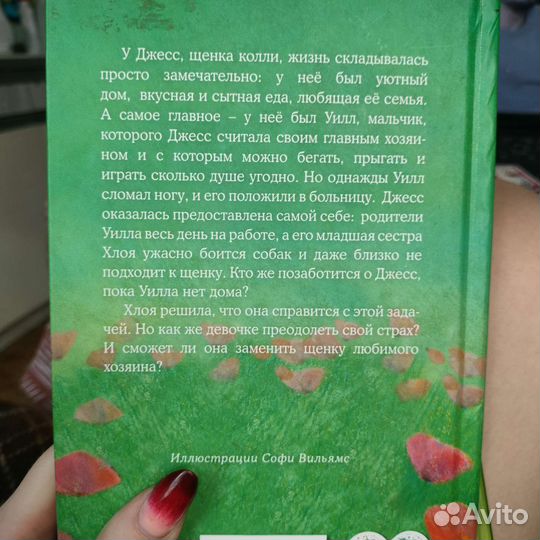 У Джесс, щенка колли, жизнь складывалась
просто замечательно: у неё был уютный
дом, вкусная и сытная еда, любящая её семья.
А самое главное – у неё был Уилл, мальчик,
которого Джесс считала своим главным хозяи-
ном и с которым можно бегать, прыгать и
играть сколько душе угодно. Но однажды Уилл
сломал ногу, и его положили в больницу. Джесс
оказалась предоставлена самой себе: родители
Уилла весь день на работе, а его младшая сестра
Хлоя ужасно боится собак и даже близко не
подходит к щенку. Кто же позаботится о Джесс,
пока Уилла нет дома?
Хлоя решила, что она справится с этой зада-
чей. Но как же девочке преодолеть свой страх?
И сможет ли она заменить щенку любимого
хозяина?
Иллюстрации Софи Вильямс
Avito